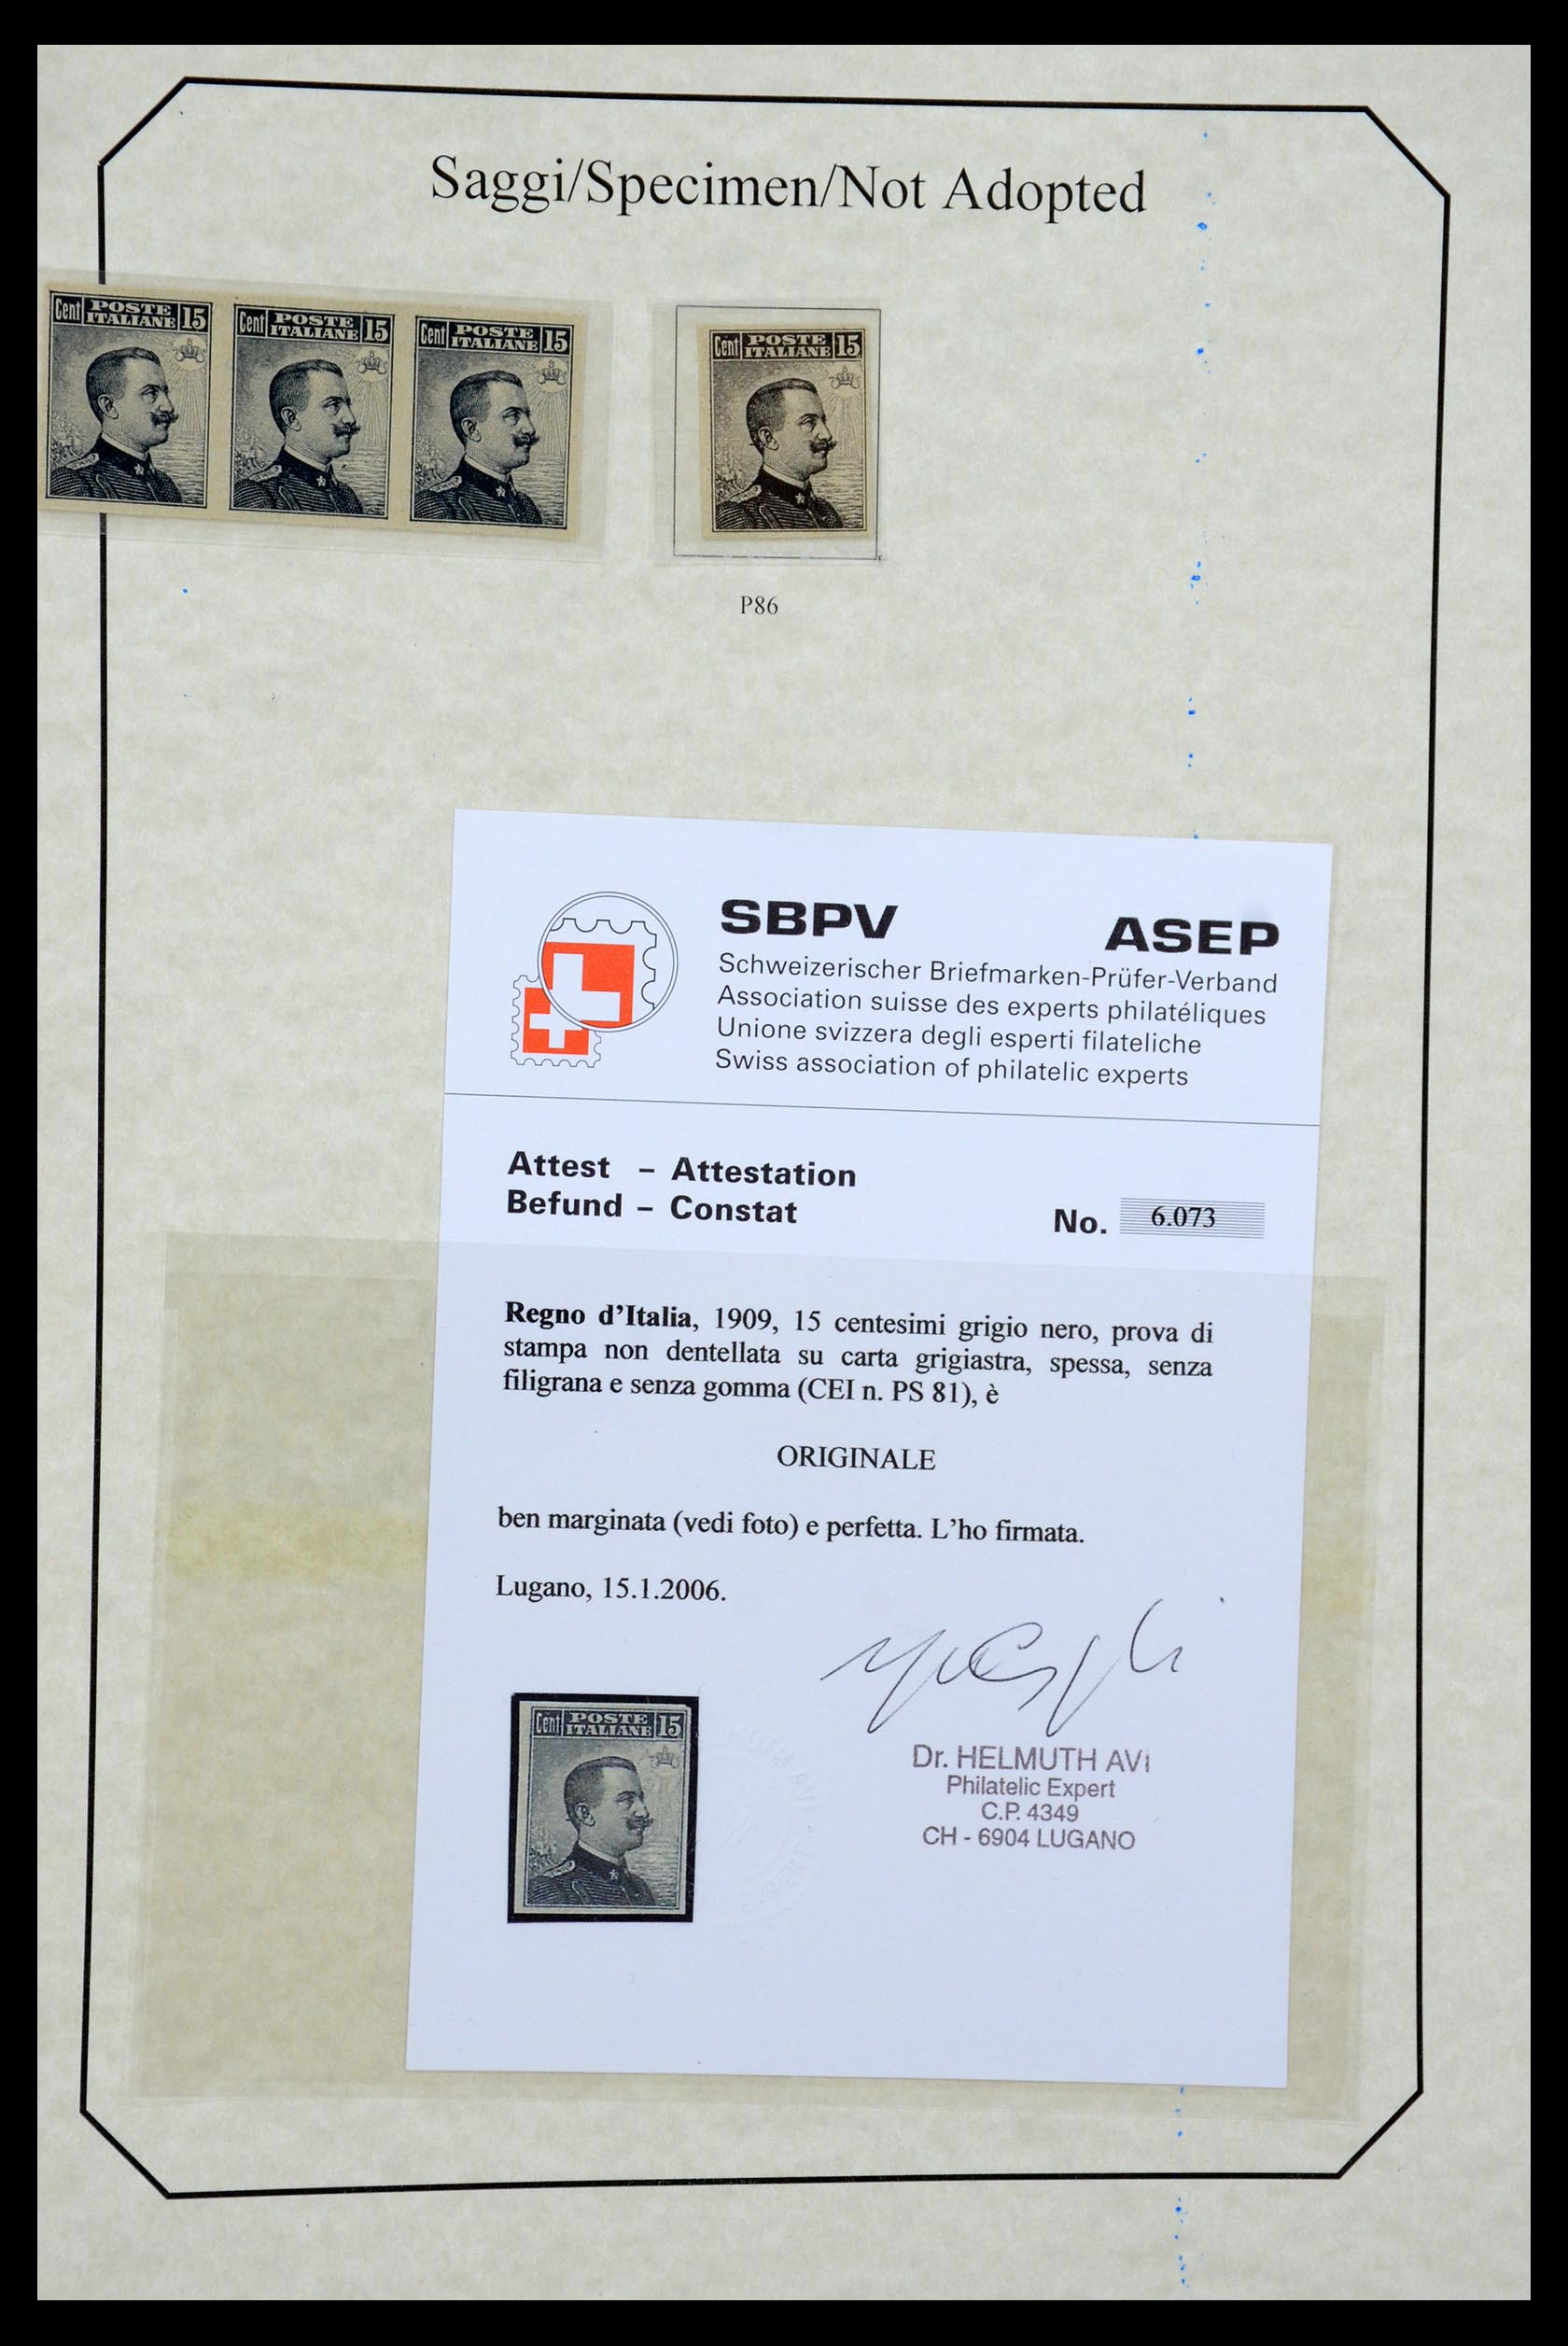 Saggi/Specimen/Not Adopted
Cent POSTE ITALIANE 15
Cent POSTE ITALIANE 15
Cent POSTE ITALIANE 15
Cent POSTE ITALIANE 15
P86
SBPV ASEP
Schweizerischer Briefmarken-Prüfer-Verband
Association suisse des experts philatéliques
Unione svizzera degli esperti filateliche
Swiss association of philatelic experts
Attest – Attestation
Befund – Constat
No. 6.073
Regno d'Italia, 1909, 15 centesimi grigio nero, prova di
stampa non dentellata su carta grigiastra, spessa, senza
filigrana e senza gomma (CEI n. PS 81), è
ORIGINALE
ben marginata (vedi foto) e perfetta. L'ho firmata.
Lugano, 15.1.2006.
Cent POSTE ITALIANE 15
Dr. HELMUTH AVi
Philatelic Expert
C.P. 4349
CH - 6904 LUGANO